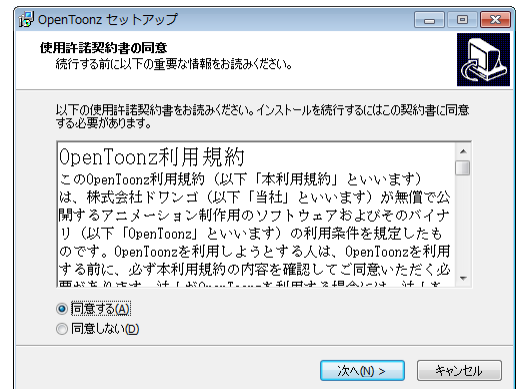 OpenToonz セットアップ
使用許諾契約書の同意
続行する前に以下の重要な情報をお読みください。
以下の使用許諾契約書をお読みください。インストールを続行するにはこの契約書に同意
する必要があります。
OpenToonz利用規約
このOpenToonz利用規約（以下「本利用規約」といいます）
は、株式会社ドワンゴ（以下「当社」といいます）が無償で公
開するアニメーション制作用のソフトウェアおよびそのバイナ
リ（以下「OpenToonz」といいます）の利用条件を規定したも
のです。OpenToonzを利用しようとする人は、OpenToonzを利用
する前に、必ず本利用規約の内容を確認してご同意いただく必
同意する(A)
同意しない(D)
次へ(N) >
キャンセル